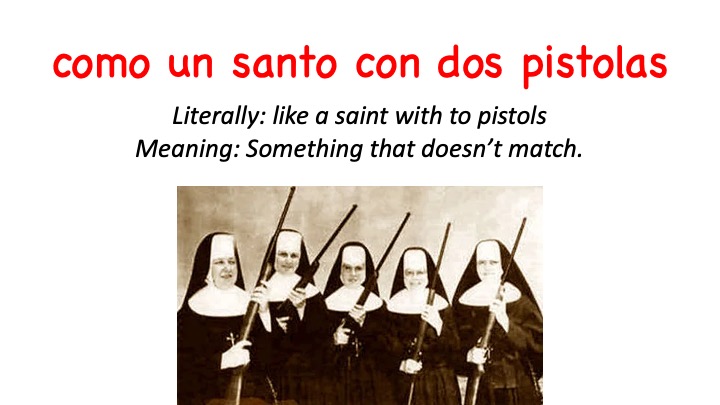 como un santo con dos pistolas
Literally: like a saint with to pistols
Meaning: Something that doesn’t match.